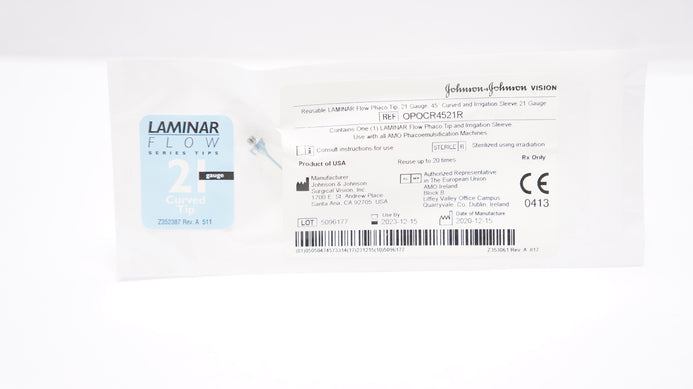 LAMINAR
FLOW
SERIES TIPS
21 gauge
Curved
Tip
Z353387 Rev. A 511
Johnson+Johnson VISION
Reusable LAMINAR Flow Phaco Tip, 21 Gauge, 45° Curved and Irrigation Sleeve 21 Gauge
REF OPOCR4521R
Contains One (1) LAMINAR Flow Phaco Tip and Irrigation Sleeve.
Use with all AMO Phacoemulsification Machines
Consult instructions for use
STERILE R Sterilized using irradiation
Product of USA
Reuse up to 20 times
Rx Only
Manufacturer
Johnson & Johnson
Surgical Vision, Inc.
1700 E. St. Andrew Place
Santa Ana, CA 92705 USA
Authorized Representative
in The European Union
AMO Ireland
Block B
Liffey Valley Office Campus
Quarryvale, Co. Dublin, Ireland
CE
0413
LOT 5096177
Use By
2023-12-15
Date of Manufacture
2020-12-15
Z353061 Rev. A